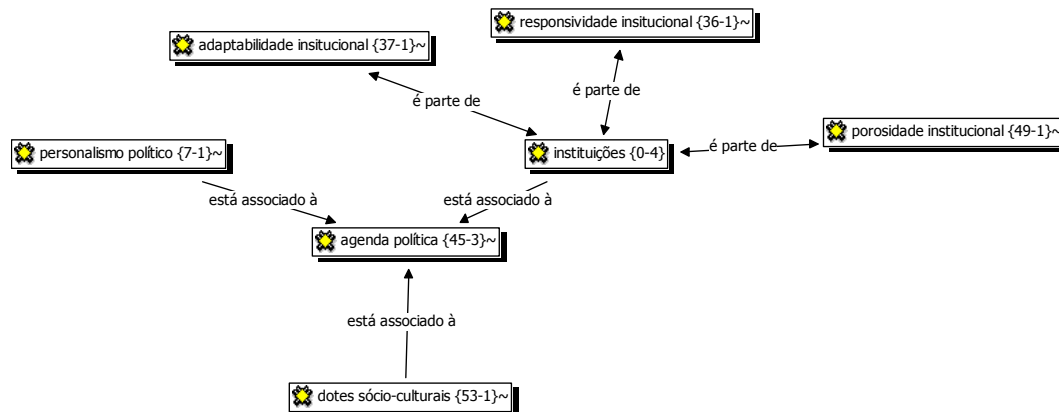 responsividade insitucional {36-1}~
adaptabilidade insitucional {37-1}~
é parte de
é parte de
porosidade institucional {49-1}~
é parte de
personalismo político {7-1}~
instituições {0-4}
está associado à
está associado à
agenda política {45-3}~
está associado à
dotes sócio-culturais {53-1}~